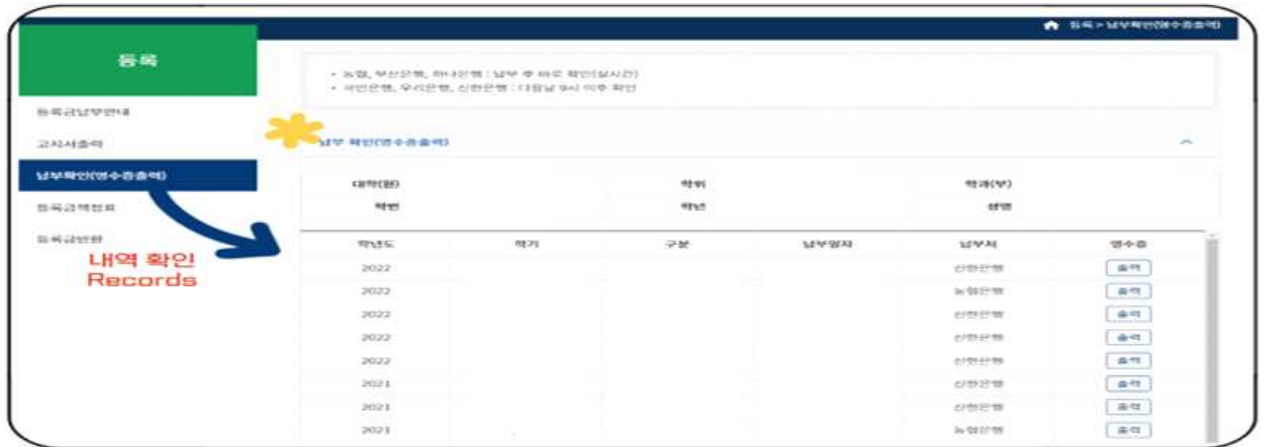 등록 > 납부확인(영수증출력)
등록
• 농협, 부산은행, 하나은행 : 납부 후 바로 확인(실시간)
• 국민은행, 우리은행, 신한은행 : 다음날 9시 이후 확인
등록금납부안내
고지서출력
납부확인(영수증출력)
등록금책정표
등록금반환
내역 확인
Records
납부 확인(영수증출력)
대학(원) 학위 학과(부)
학번 학년 성명
학년도 학기 구분 납부일자 납부처 영수증
2022 신한은행 출력
2022 농협은행 출력
2022 신한은행 출력
2022 신한은행 출력
2022 신한은행 출력
2021 신한은행 출력
2021 신한은행 출력
2021 농협은행 출력